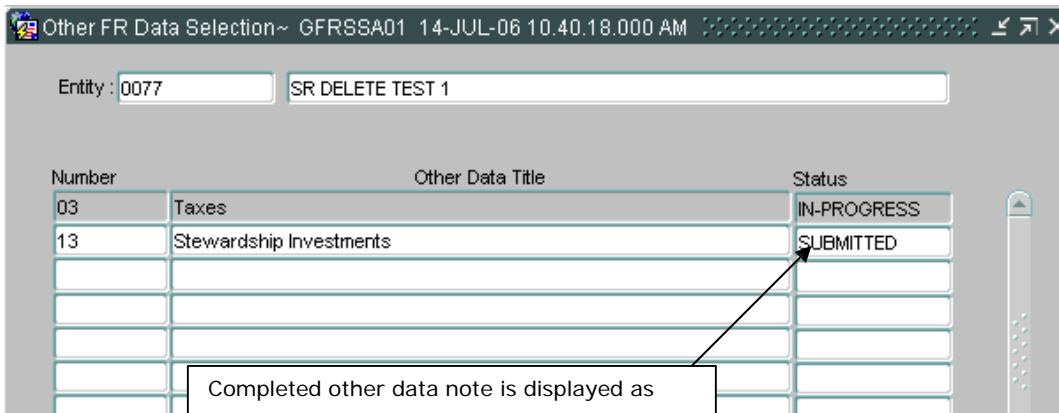 Other FR Data Selection~ GFRSSA01 14-JUL-06 10.40.18.000 AM
Entity : 0077 SR DELETE TEST 1
Number Other Data Title Status
03 Taxes IN-PROGRESS
13 Stewardship Investments SUBMITTED
Completed other data note is displayed as